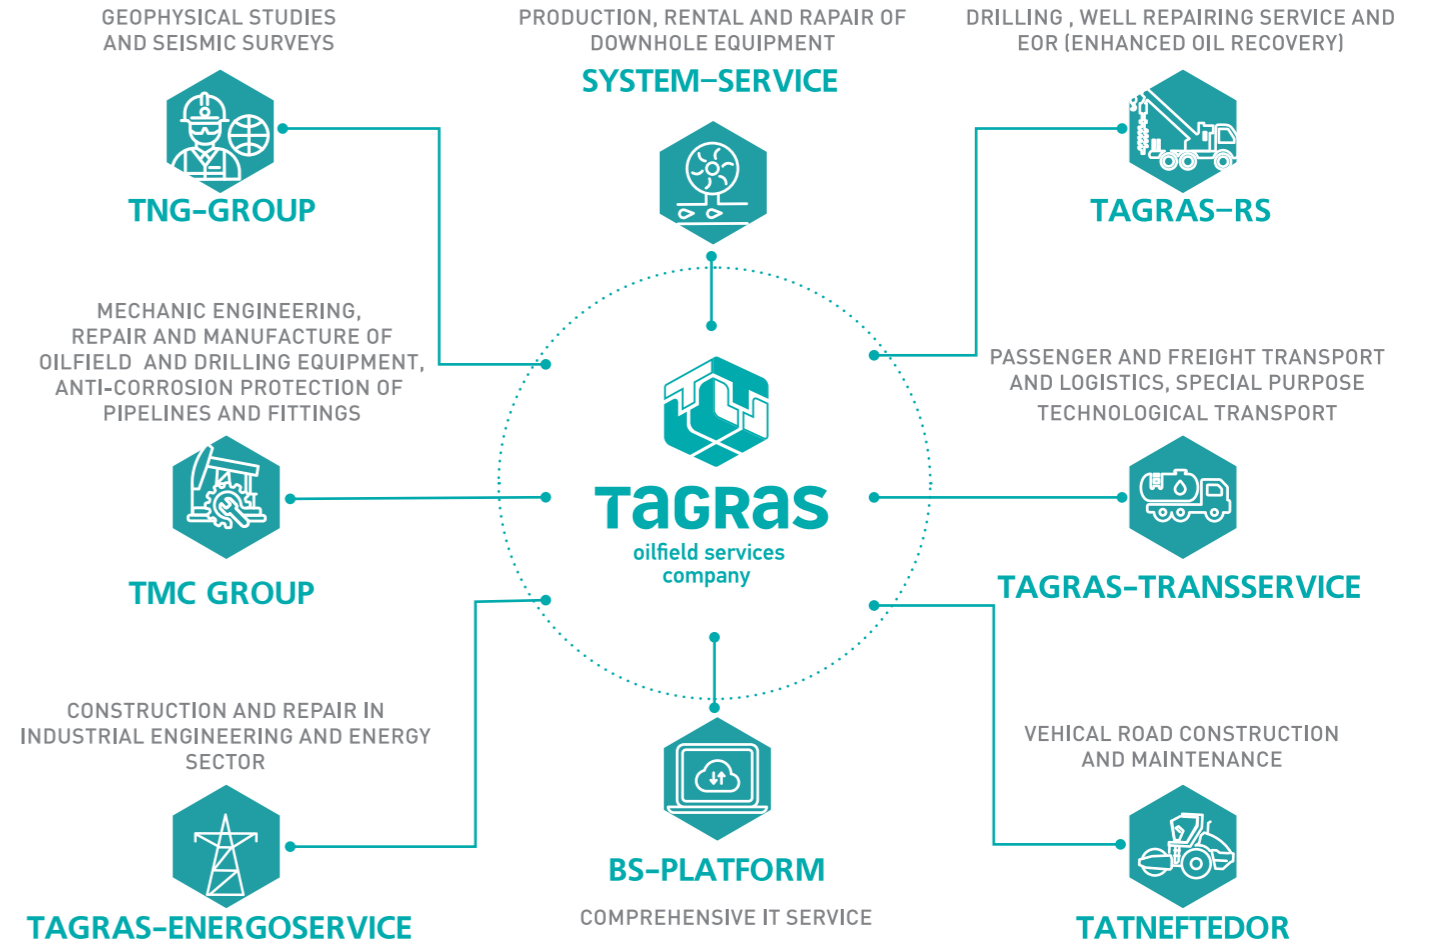 GEOPHYSICAL STUDIES
AND SEISMIC SURVEYS
TNG-GROUP
PRODUCTION, RENTAL AND RAPAIR OF
DOWNHOLE EQUIPMENT
SYSTEM-SERVICE
DRILLING , WELL REPAIRING SERVICE AND
EOR (ENHANCED OIL RECOVERY)
TAGRAS-RS
MECHANIC ENGINEERING,
REPAIR AND MANUFACTURE OF
OILFIELD AND DRILLING EQUIPMENT,
ANTI-CORROSION PROTECTION OF
PIPELINES AND FITTINGS
TMC GROUP
TaGRas
oilfield services
company
PASSENGER AND FREIGHT TRANSPORT
AND LOGISTICS, SPECIAL PURPOSE
TECHNOLOGICAL TRANSPORT
TAGRAS-TRANSSERVICE
CONSTRUCTION AND REPAIR IN
INDUSTRIAL ENGINEERING AND ENERGY
SECTOR
TAGRAS-ENERGOSERVICE
BS-PLATFORM
COMPREHENSIVE IT SERVICE
VEHICAL ROAD CONSTRUCTION
AND MAINTENANCE
TATNEFTEDOR